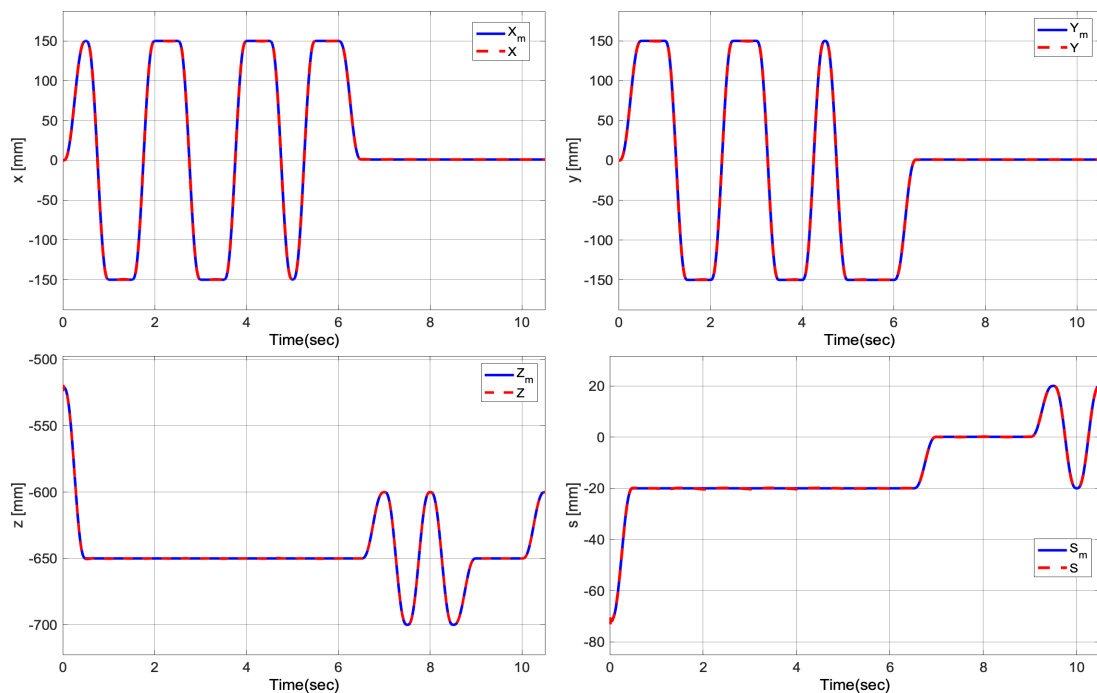 150
100
50
0
-50
-100
-150
x [mm]
0 2 4 6 8 10
Time(sec)
X_m
X
150
100
50
0
-50
-100
-150
y [mm]
0 2 4 6 8 10
Time(sec)
Y_m
Y
-500
-550
-600
-650
-700
z [mm]
0 2 4 6 8 10
Time(sec)
Z_m
Z
20
0
-20
-40
-60
-80
s [mm]
0 2 4 6 8 10
Time(sec)
S_m
S